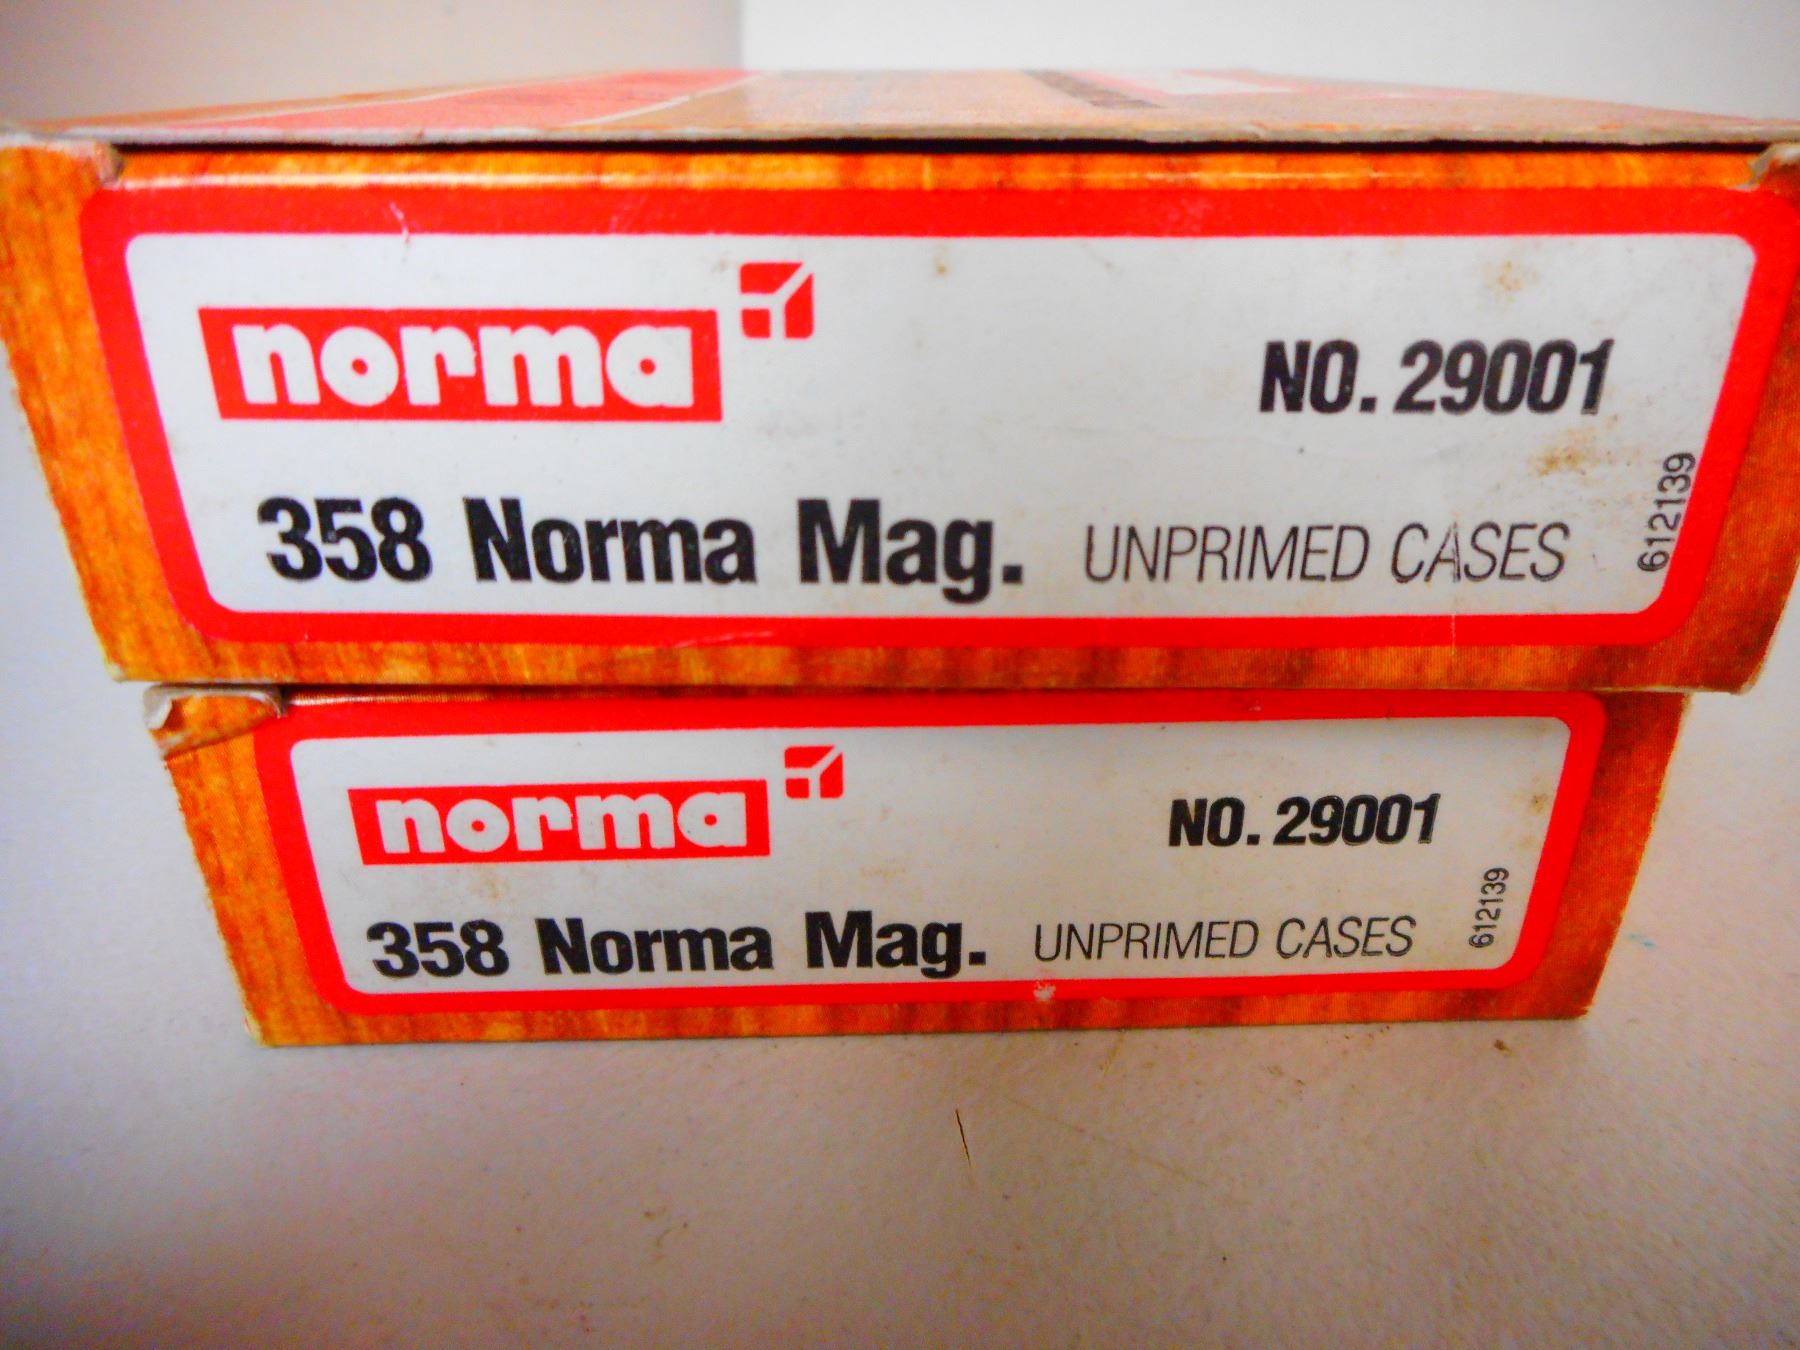 norma
NO. 29001
358 Norma Mag. UNPRIMED CASES
612139
norma
NO. 29001
358 Norma Mag. UNPRIMED CASES
612139